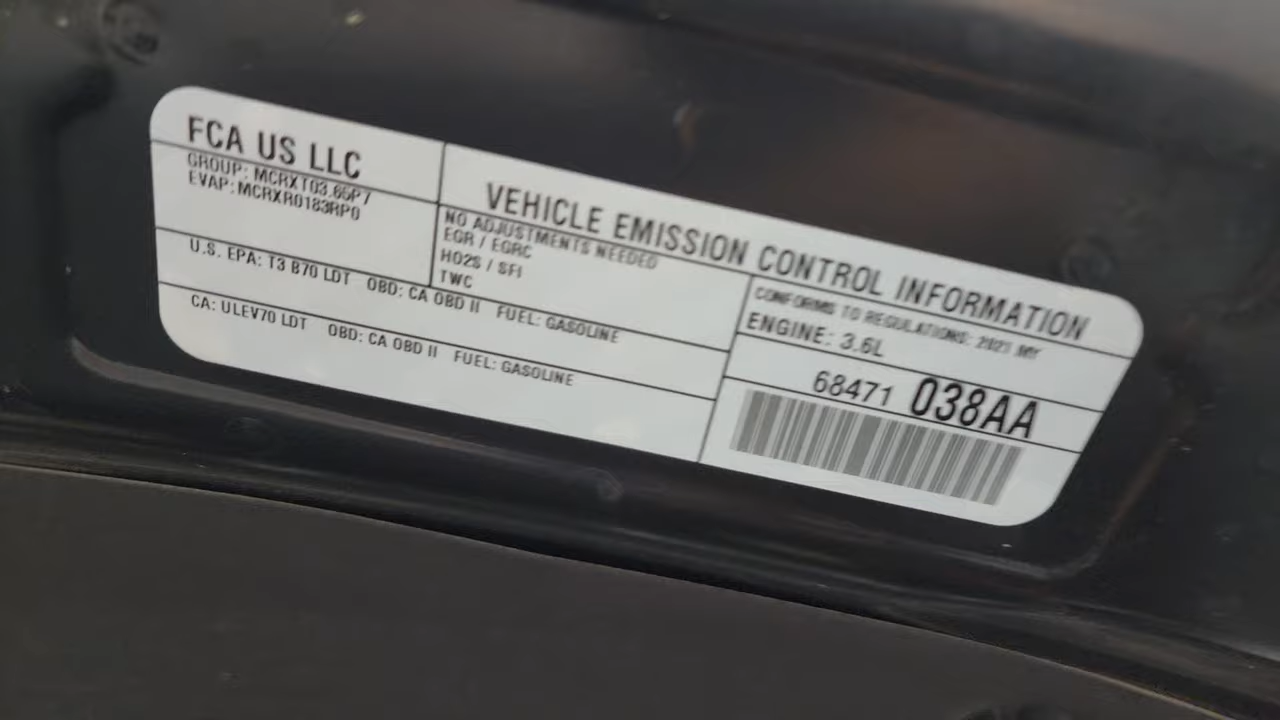 FCA US LLC
GROUP: MCRXT03.65P7
EVAP: MCRXR0183RP0
VEHICLE EMISSION CONTROL INFORMATION
NO ADJUSTMENTS NEEDED
EGR / EGRC
HO2S / SFI
TWC
CONFORMS TO REGULATIONS: 2021 MY
ENGINE: 3.6L
U.S. EPA: T3 B70 LDT OBD: CA OBD II FUEL: GASOLINE
CA: ULEV70 LDT OBD: CA OBD II FUEL: GASOLINE
68471 038AA